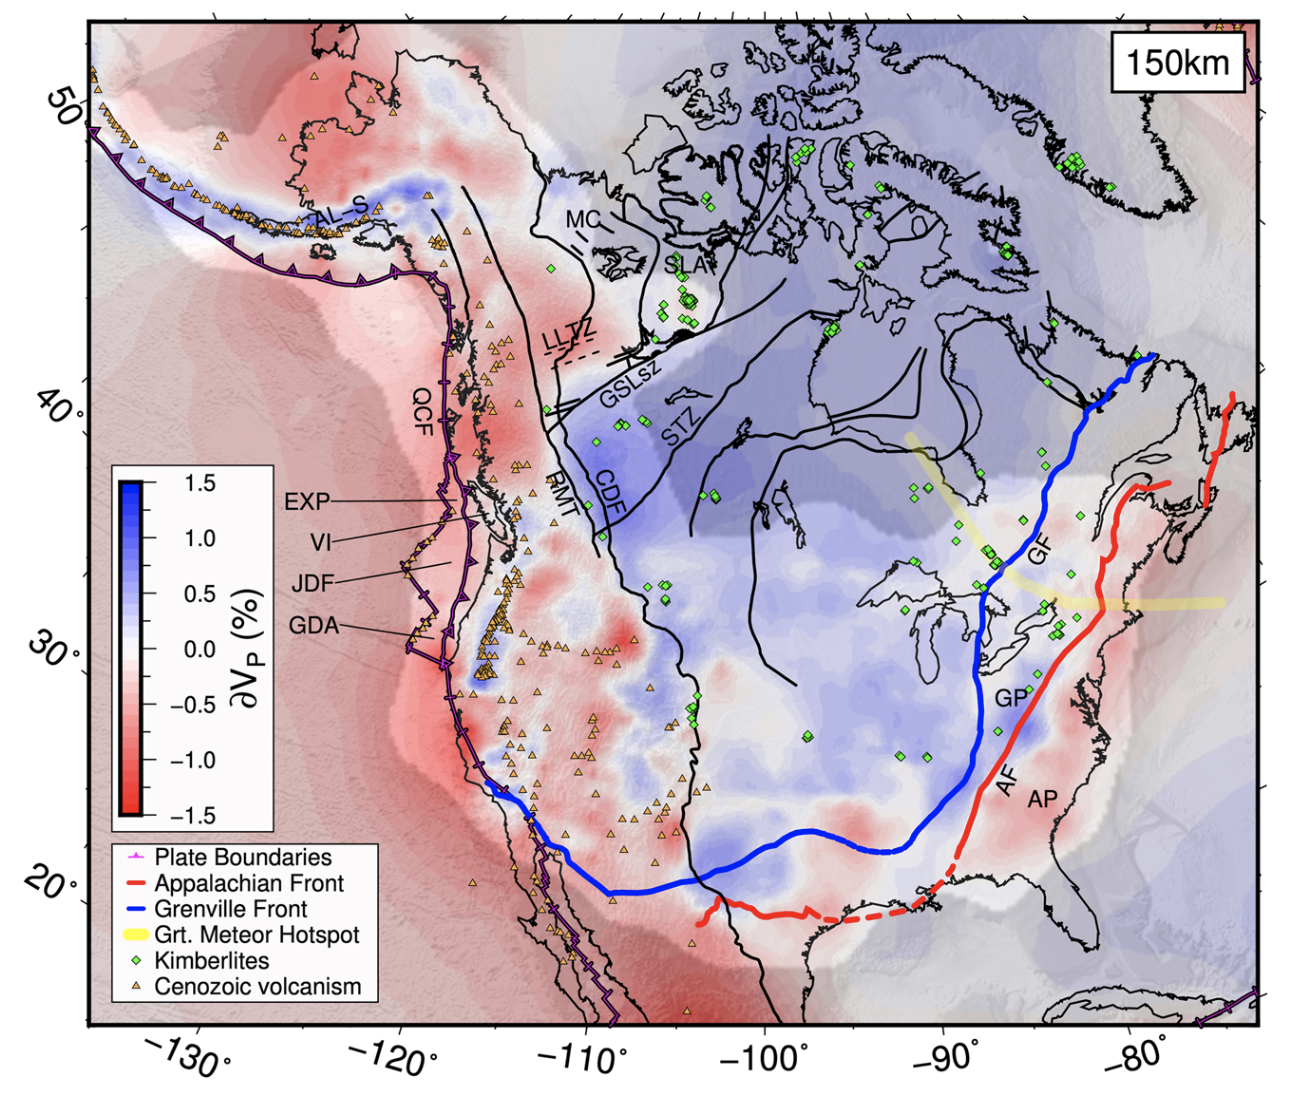 150km
50°
40°
30°
20°
−130°
−120°
−110°
−100°
−90°
−80°
AL−S
MC
SLA
LLTZ
GSLsz
STZ
QCF
RMT
CDF
EXP
VI
JDF
GDA
GF
GP
AF
AP
1.5
1.0
0.5
0.0
−0.5
−1.0
−1.5
∂VP (%)
Plate Boundaries
Appalachian Front
Grenville Front
Grt. Meteor Hotspot
Kimberlites
Cenozoic volcanism